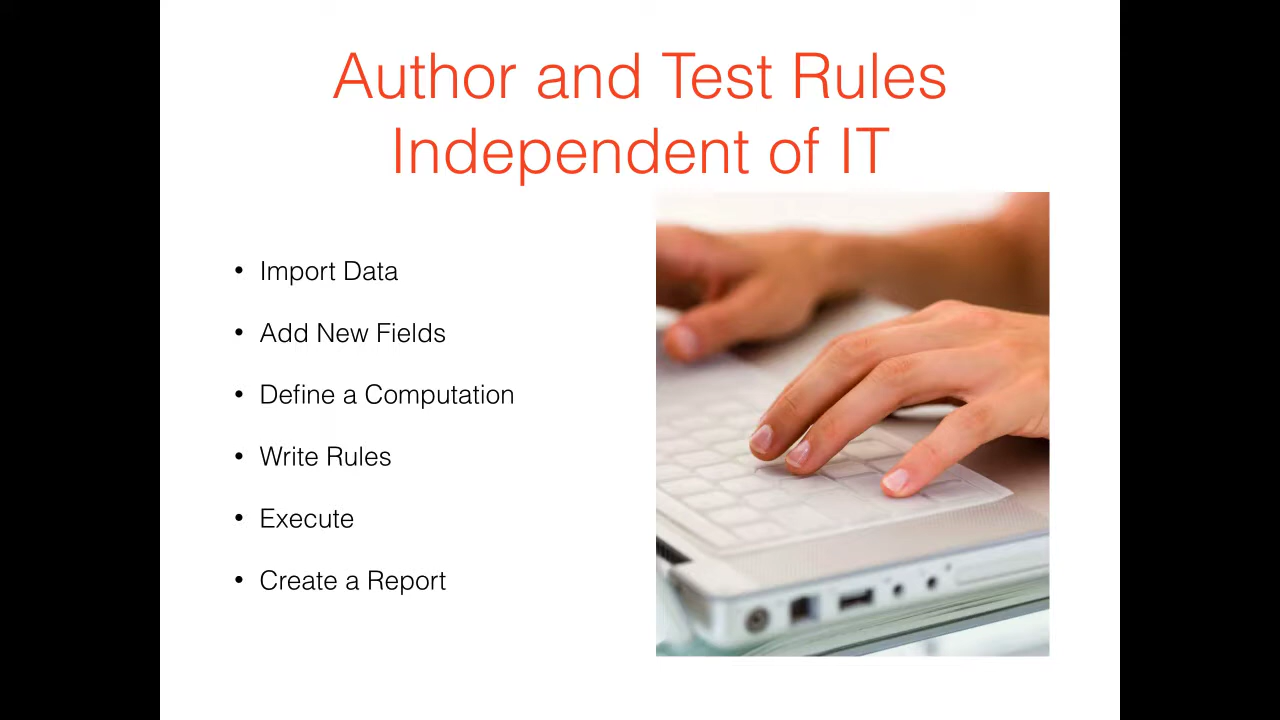 Author and Test Rules
Independent of IT
• Import Data
• Add New Fields
• Define a Computation
• Write Rules
• Execute
• Create a Report